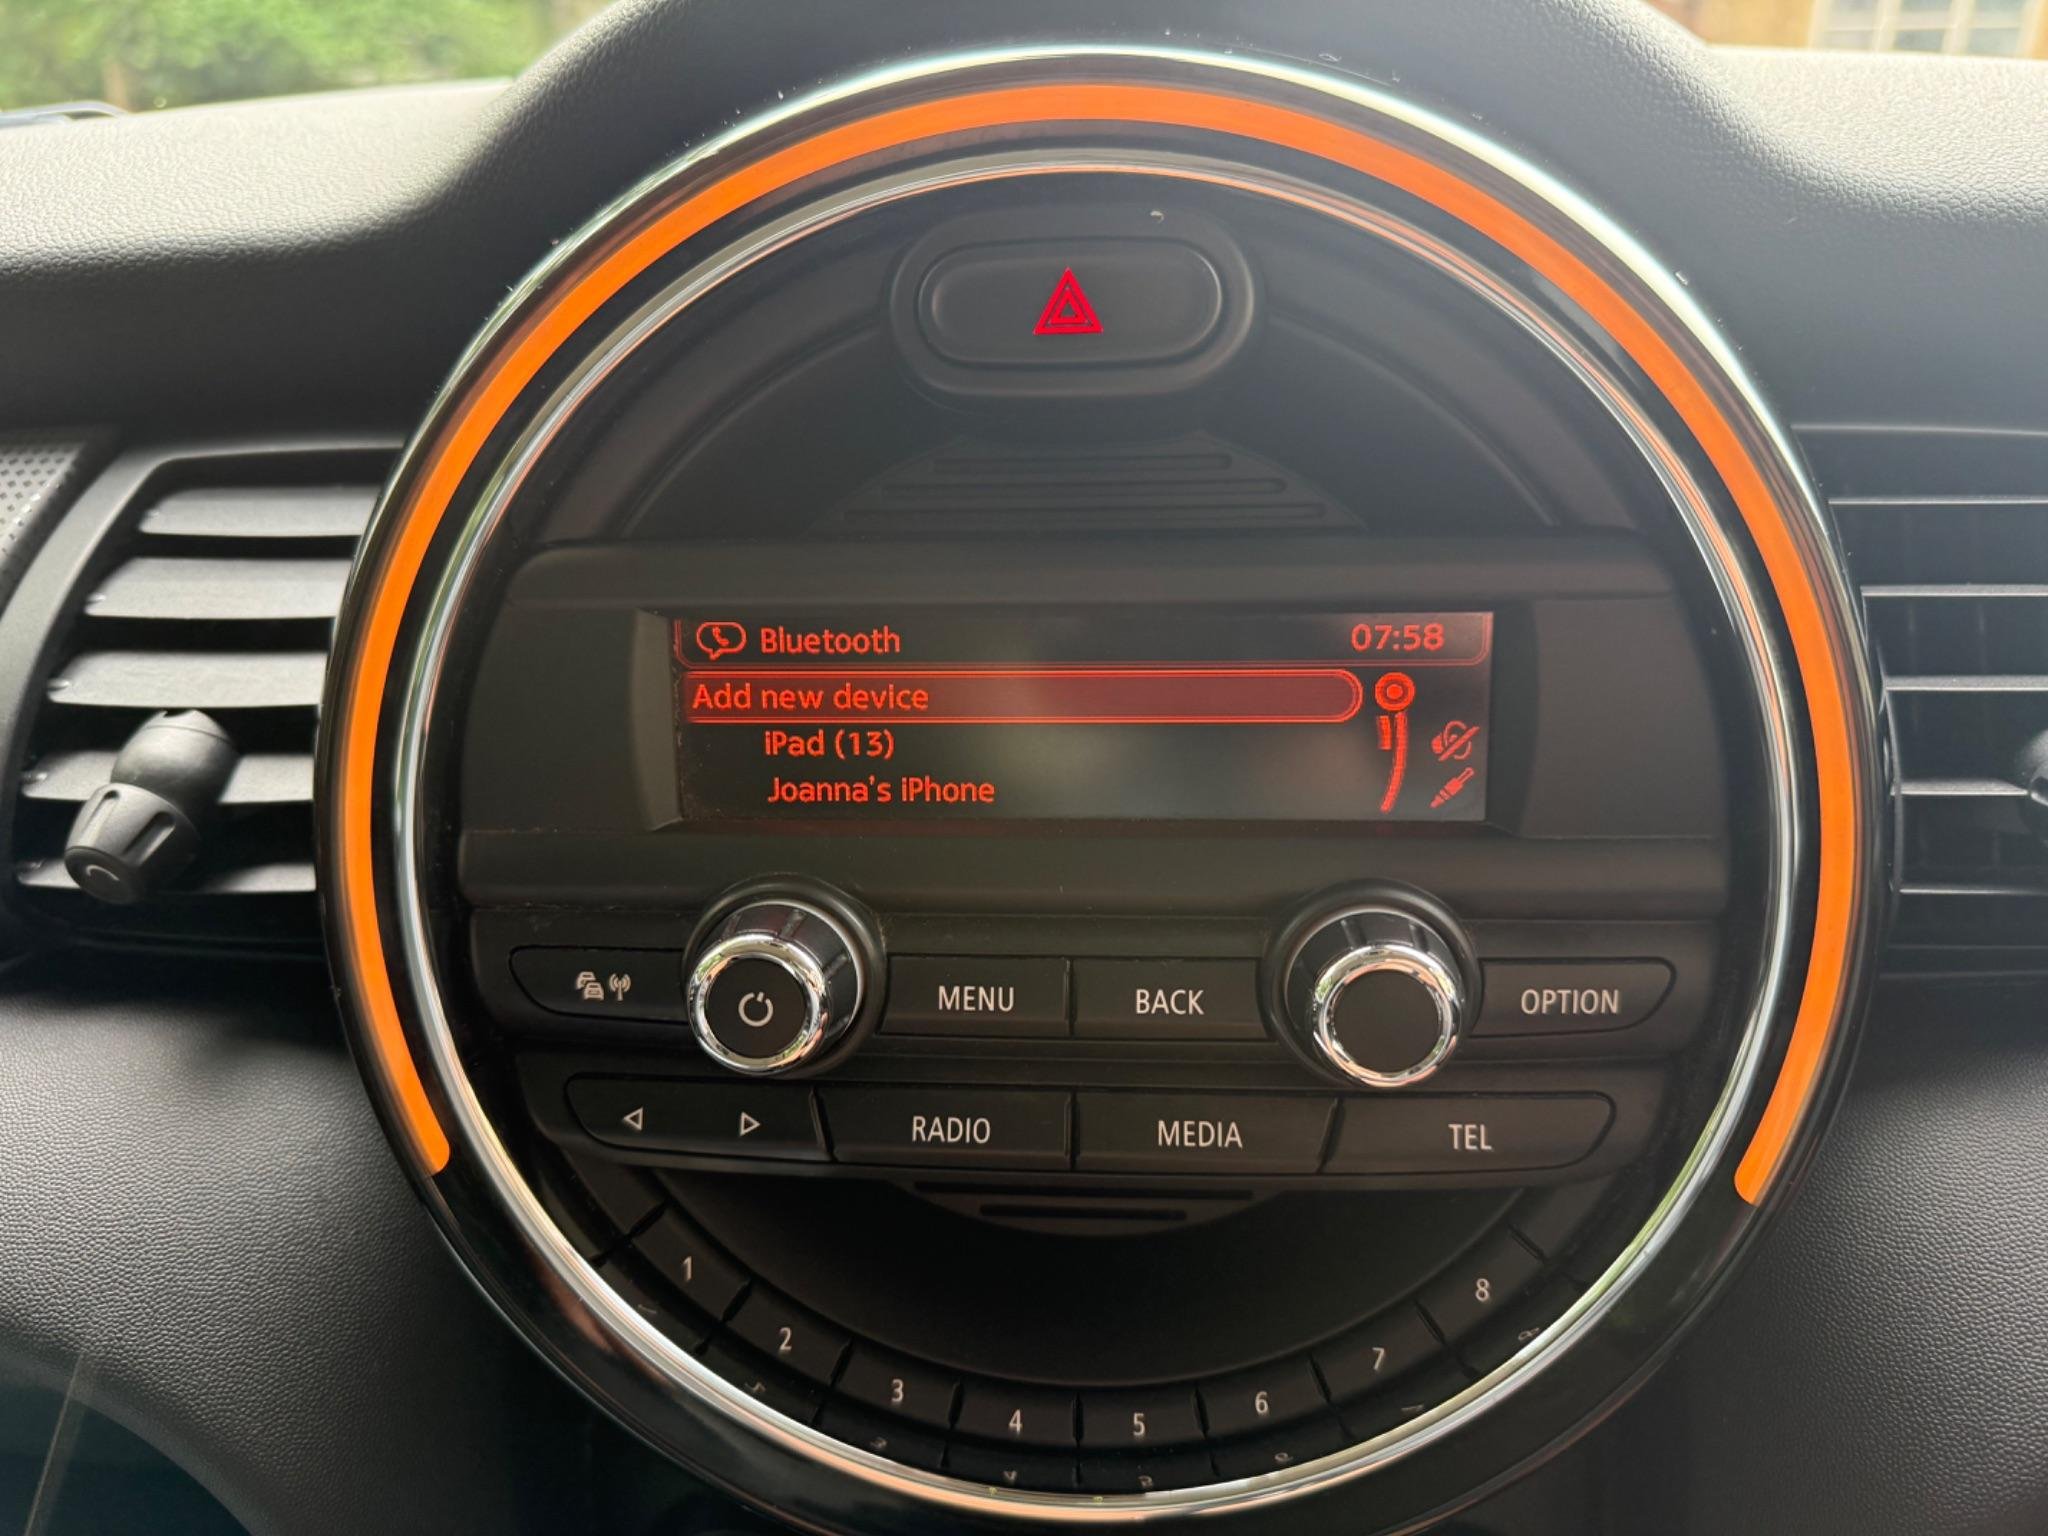 Bluetooth 07:58
Add new device
iPad (13)
Joanna's iPhone
MENU BACK OPTION
RADIO MEDIA TEL
1 2 3 4 5 6 7 8